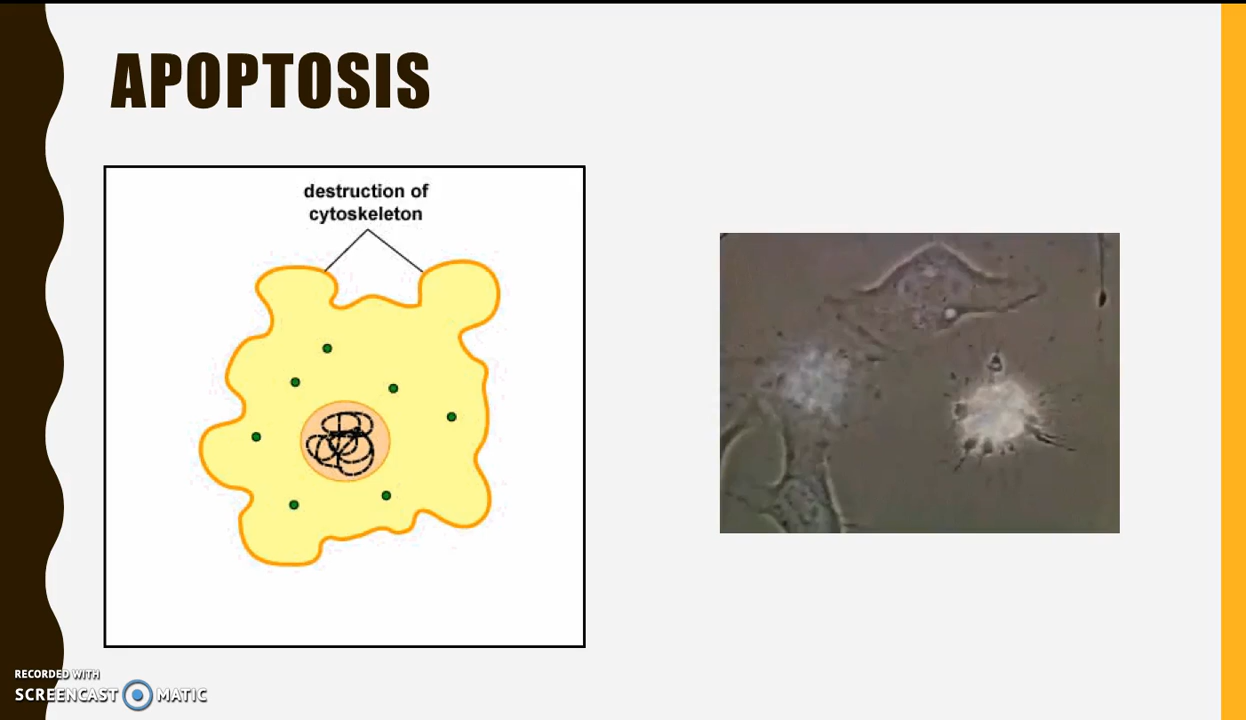 APOPTOSIS
destruction of
cytoskeleton
RECORDED WITH
SCREENCAST MATIC